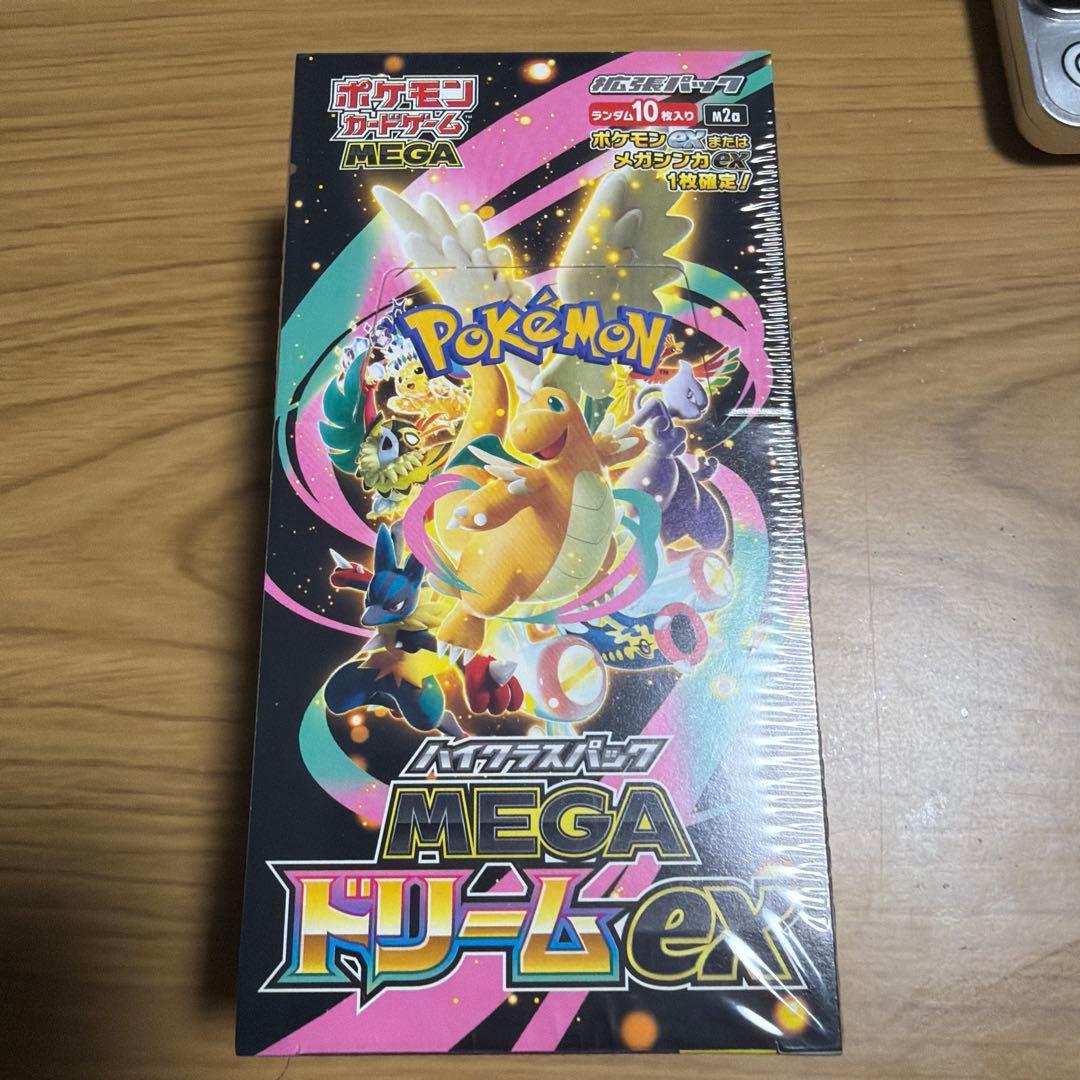 ポケモン
カードゲーム™
MEGA
拡張パック
ランダム10枚入り M2a
ポケモンexまたは
メガシンカex
1枚確定!
POKéMON™
ハイクラスパック
MEGA
ドリームex